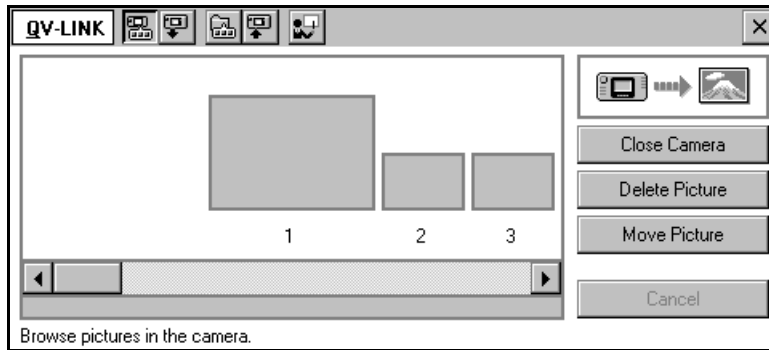 QV-LINK
Close Camera
Delete Picture
1 2 3
Move Picture
Cancel
Browse pictures in the camera.